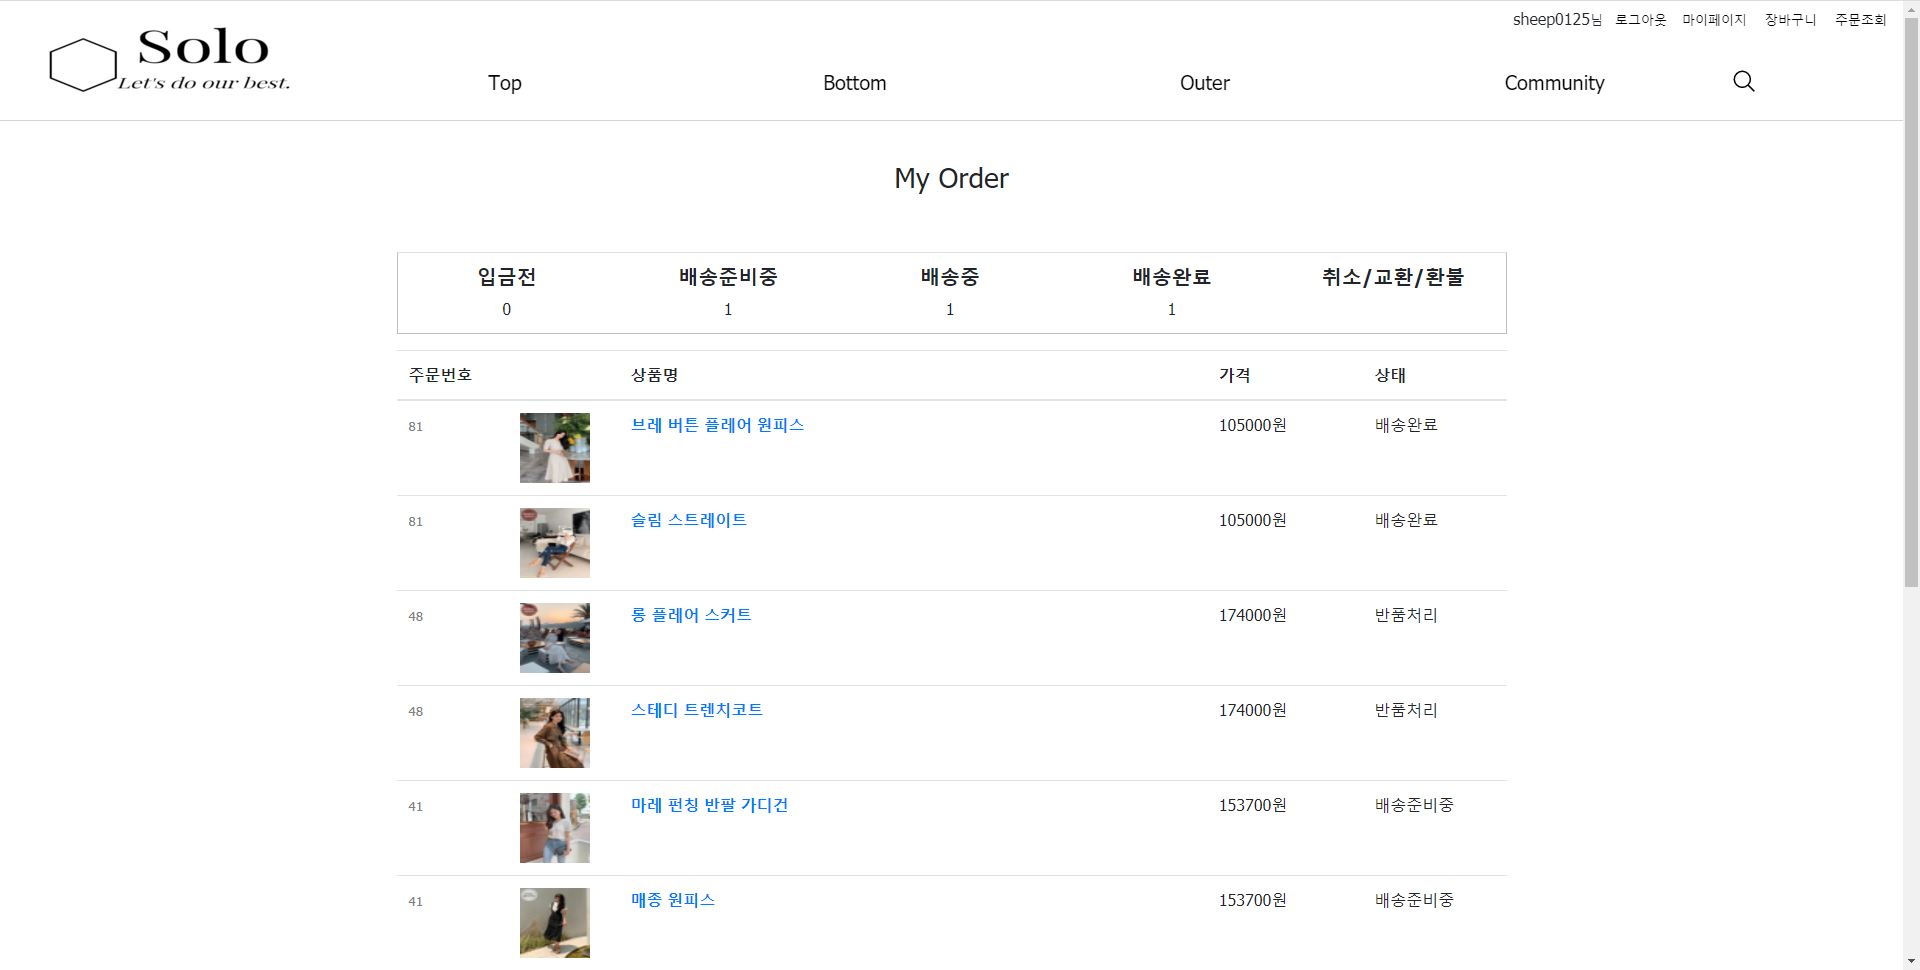 sheep0125님 로그아웃 마이페이지 장바구니 주문조회
Solo
Let's do our best.
Top Bottom Outer Community
My Order
입금전 배송준비중 배송중 배송완료 취소/교환/환불
0 1 1 1
주문번호 상품명 가격 상태
81 브레 버튼 플레어 원피스 105000원 배송완료
81 슬림 스트레이트 105000원 배송완료
48 롱 플레어 스커트 174000원 반품처리
48 스테디 트렌치코트 174000원 반품처리
41 마레 펀칭 반팔 가디건 153700원 배송준비중
41 매종 원피스 153700원 배송준비중